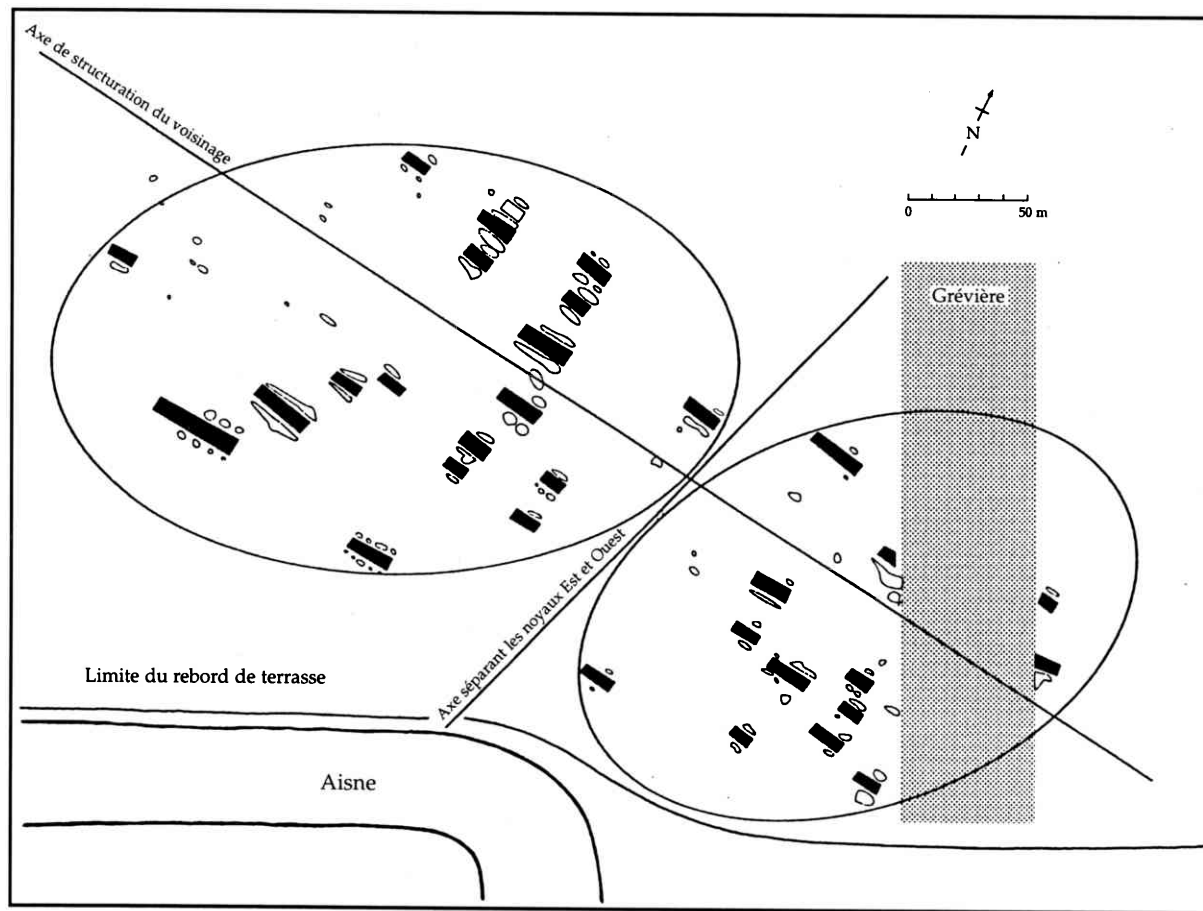 Axe de structuration du voisinage
N
0 50 m
Grévière
Axe séparant les noyaux Est et Ouest
Limite du rebord de terrasse
Aisne